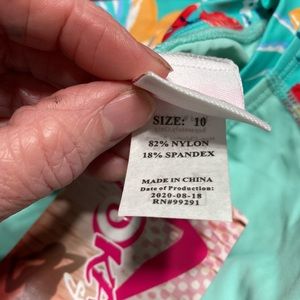 SIZE: 10
82% NYLON
18% SPANDEX
MADE IN CHINA
Date of Production:
2020-08-18
RN#99291